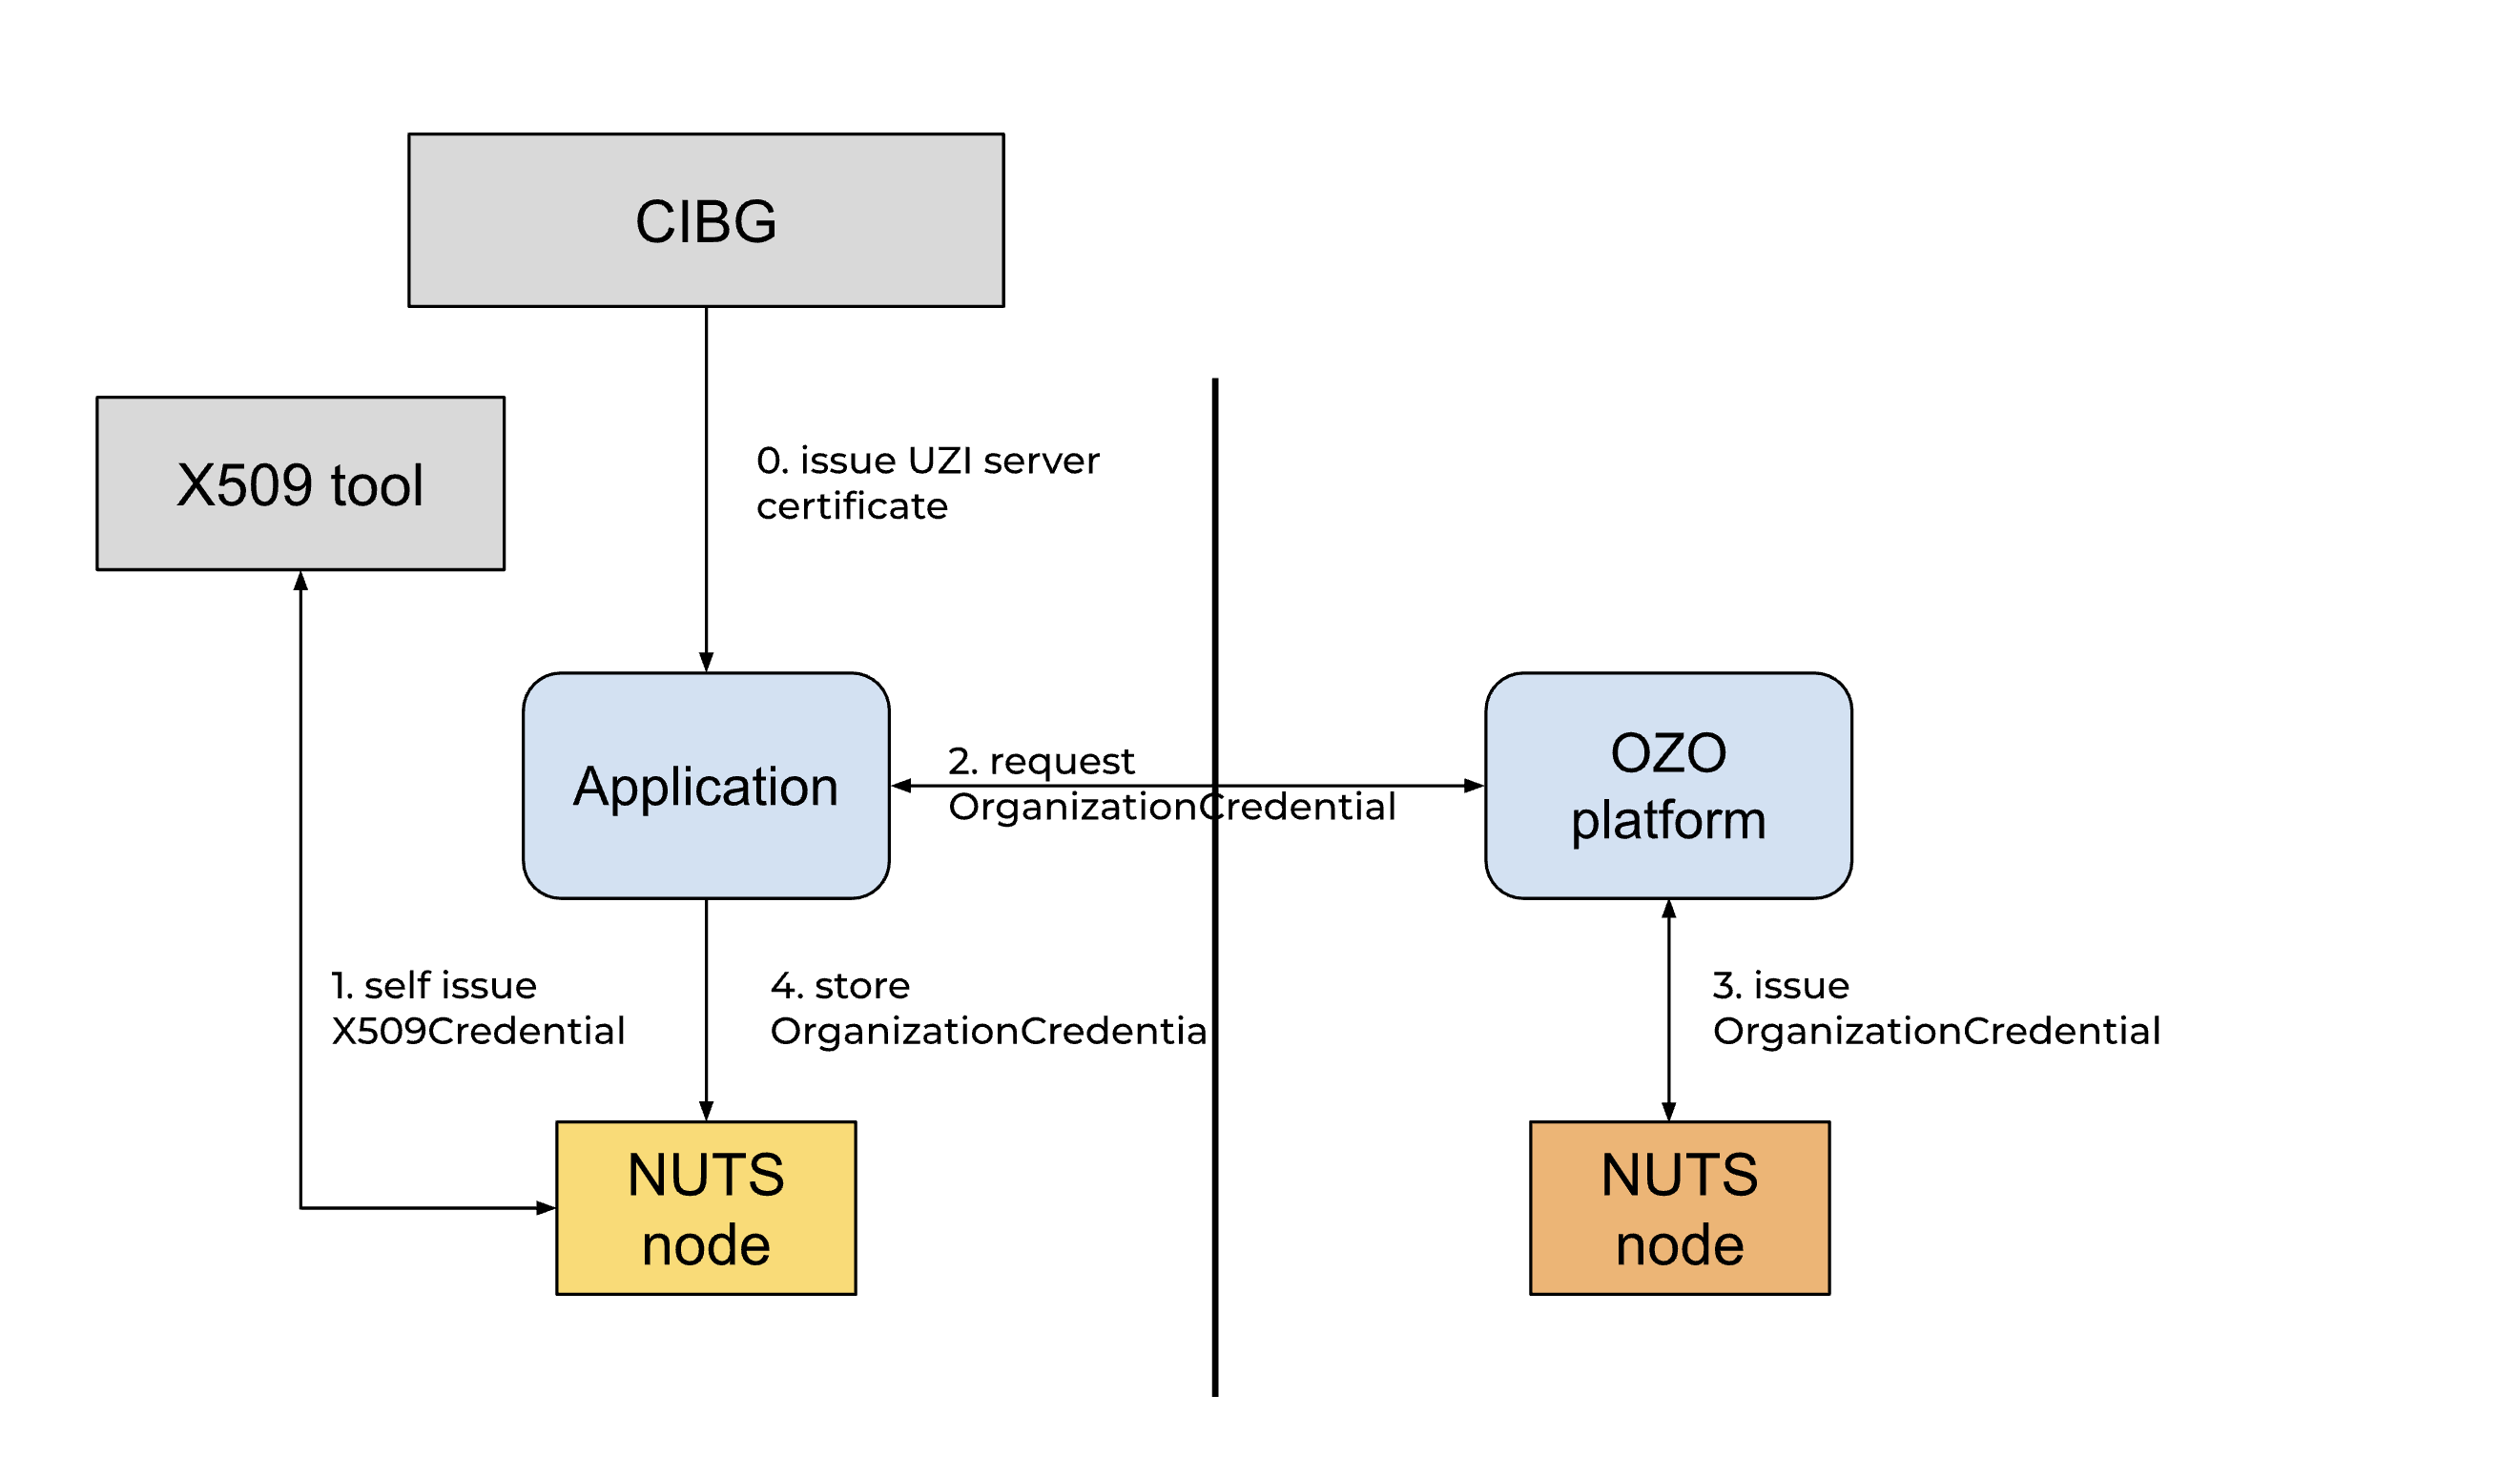 CIBG
X509 tool
0. issue UZI server
certificate
Application
2. request
OrganizationCredential
OZO
platform
1. self issue
X509Credential
4. store
OrganizationCredentia
3. issue
OrganizationCredential
NUTS
node
NUTS
node